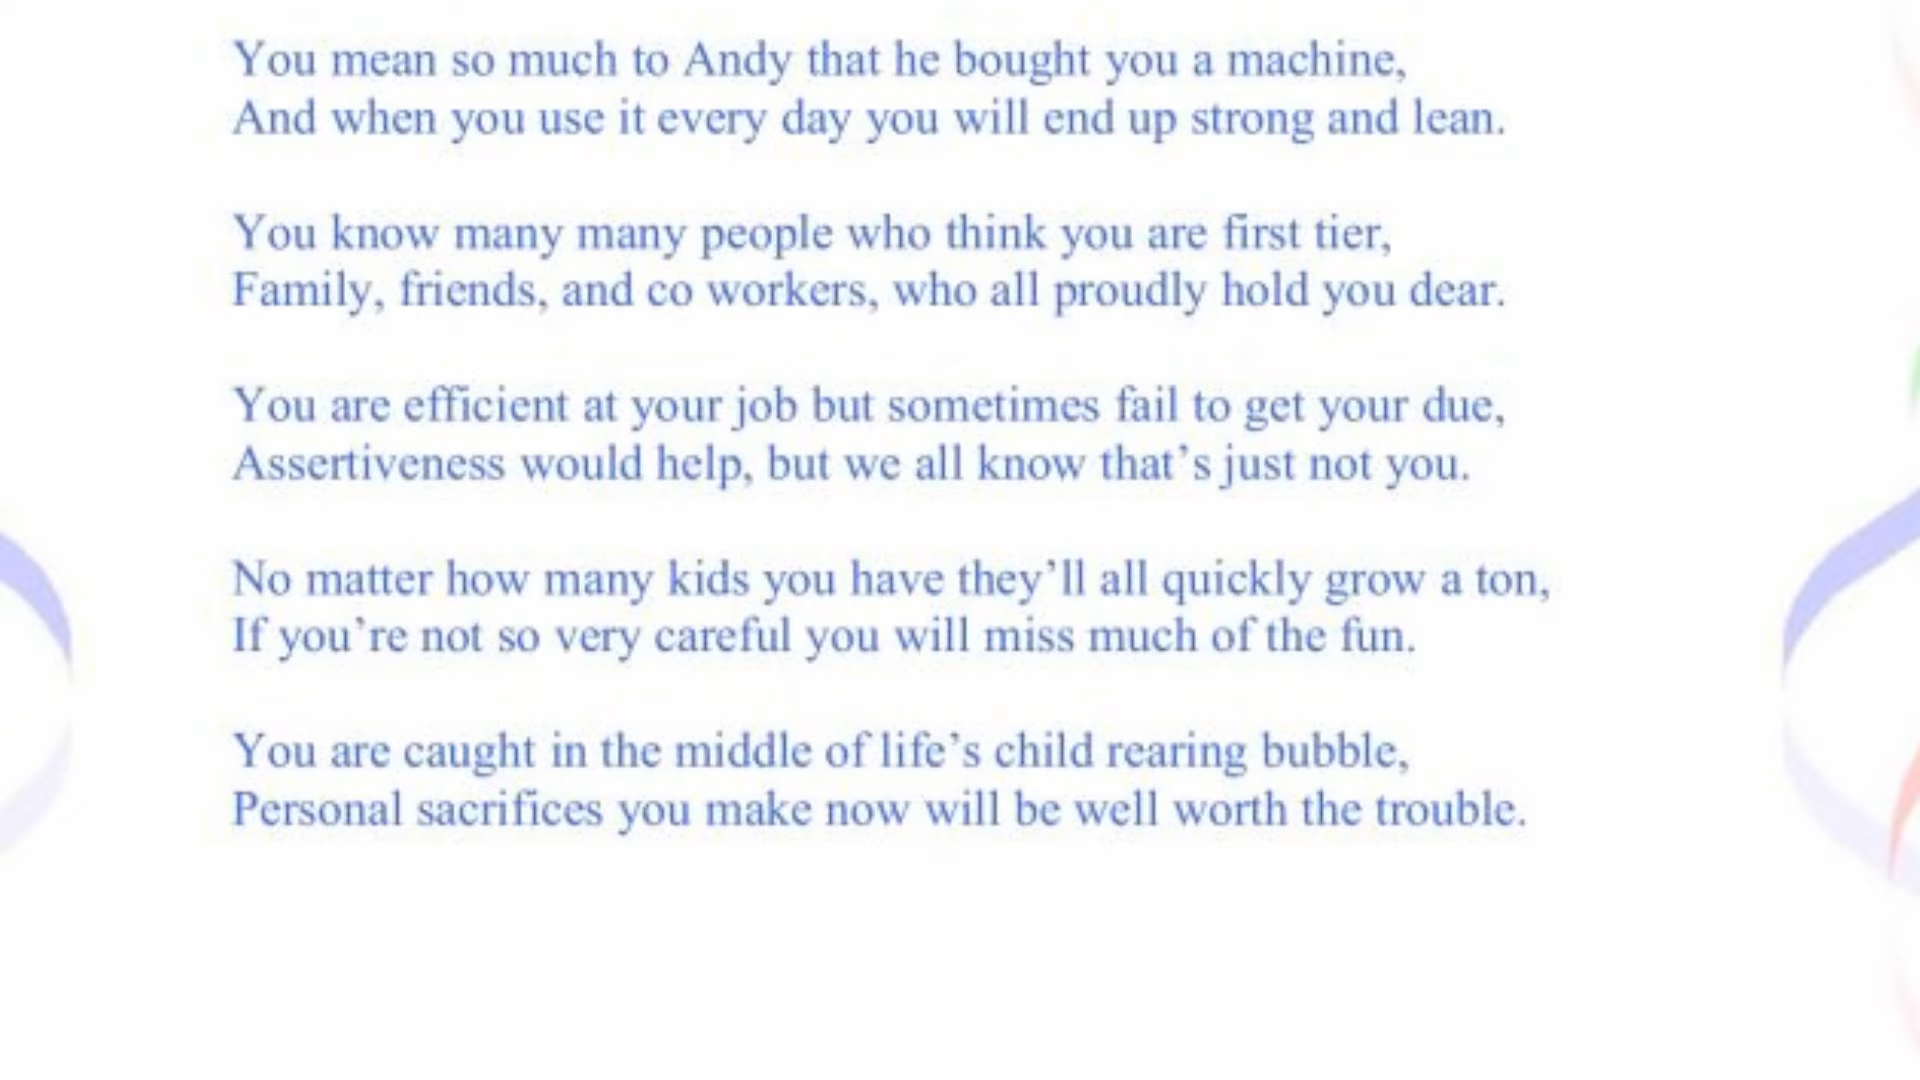 You mean so much to Andy that he bought you a machine,
And when you use it every day you will end up strong and lean.
You know many many people who think you are first tier,
Family, friends, and co workers, who all proudly hold you dear.
You are efficient at your job but sometimes fail to get your due,
Assertiveness would help, but we all know that’s just not you.
No matter how many kids you have they’ll all quickly grow a ton,
If you’re not so very careful you will miss much of the fun.
You are caught in the middle of life’s child rearing bubble,
Personal sacrifices you make now will be well worth the trouble.